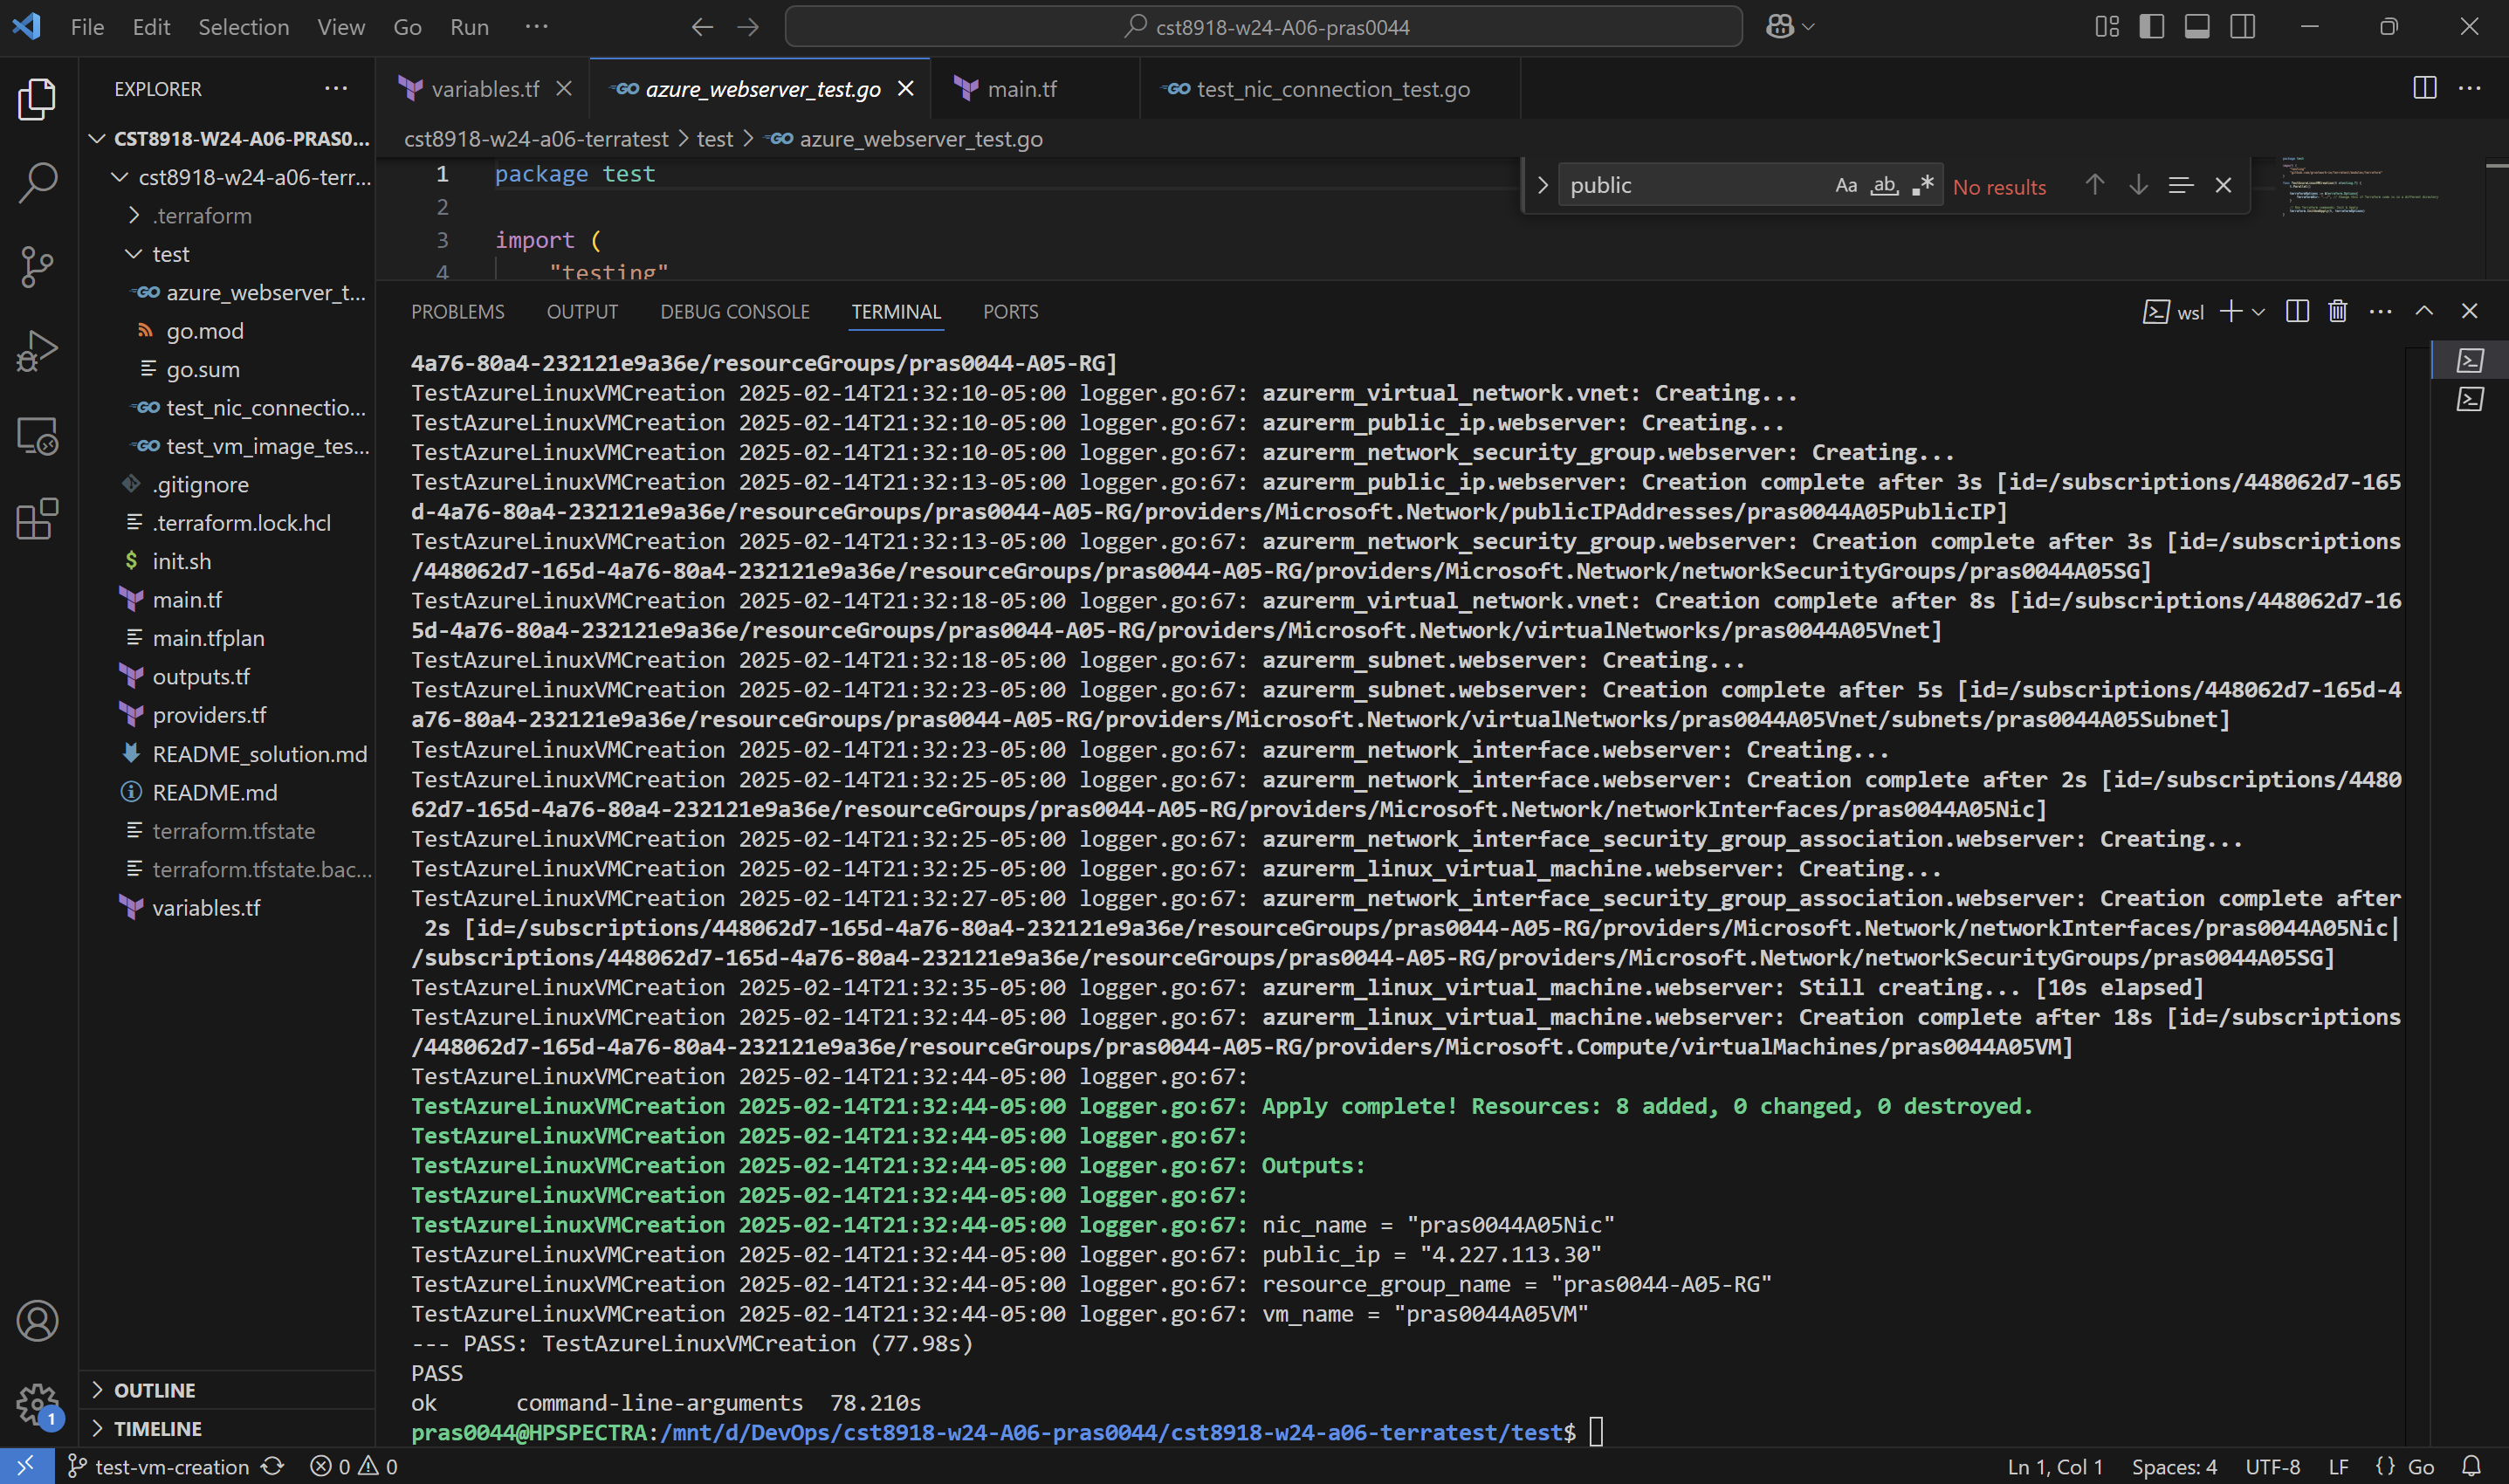 File Edit Selection View Go Run ···
cst8918-w24-A06-pras0044
EXPLORER
CST8918-W24-A06-PRAS0...
cst8918-w24-a06-terr...
.terraform
test
azure_webserver_t...
go.mod
go.sum
test_nic_connectio...
test_vm_image_tes...
.gitignore
.terraform.lock.hcl
init.sh
main.tf
main.tfplan
outputs.tf
providers.tf
README_solution.md
README.md
terraform.tfstate
terraform.tfstate.bac...
variables.tf
OUTLINE
TIMELINE
1
variables.tf azure_webserver_test.go main.tf test_nic_connection_test.go
cst8918-w24-a06-terratest > test > azure_webserver_test.go
1 package test
2
3 import (
4 "testing"
public Aa ab .* No results
PROBLEMS OUTPUT DEBUG CONSOLE TERMINAL PORTS
wsl
4a76-80a4-232121e9a36e/resourceGroups/pras0044-A05-RG]
TestAzureLinuxVMCreation 2025-02-14T21:32:10-05:00 logger.go:67: azurerm_virtual_network.vnet: Creating...
TestAzureLinuxVMCreation 2025-02-14T21:32:10-05:00 logger.go:67: azurerm_public_ip.webserver: Creating...
TestAzureLinuxVMCreation 2025-02-14T21:32:10-05:00 logger.go:67: azurerm_network_security_group.webserver: Creating...
TestAzureLinuxVMCreation 2025-02-14T21:32:13-05:00 logger.go:67: azurerm_public_ip.webserver: Creation complete after 3s [id=/subscriptions/448062d7-165
d-4a76-80a4-232121e9a36e/resourceGroups/pras0044-A05-RG/providers/Microsoft.Network/publicIPAddresses/pras0044A05PublicIP]
TestAzureLinuxVMCreation 2025-02-14T21:32:13-05:00 logger.go:67: azurerm_network_security_group.webserver: Creation complete after 3s [id=/subscriptions
/448062d7-165d-4a76-80a4-232121e9a36e/resourceGroups/pras0044-A05-RG/providers/Microsoft.Network/networkSecurityGroups/pras0044A05SG]
TestAzureLinuxVMCreation 2025-02-14T21:32:18-05:00 logger.go:67: azurerm_virtual_network.vnet: Creation complete after 8s [id=/subscriptions/448062d7-16
5d-4a76-80a4-232121e9a36e/resourceGroups/pras0044-A05-RG/providers/Microsoft.Network/virtualNetworks/pras0044A05Vnet]
TestAzureLinuxVMCreation 2025-02-14T21:32:18-05:00 logger.go:67: azurerm_subnet.webserver: Creating...
TestAzureLinuxVMCreation 2025-02-14T21:32:23-05:00 logger.go:67: azurerm_subnet.webserver: Creation complete after 5s [id=/subscriptions/448062d7-165d-4
a76-80a4-232121e9a36e/resourceGroups/pras0044-A05-RG/providers/Microsoft.Network/virtualNetworks/pras0044A05Vnet/subnets/pras0044A05Subnet]
TestAzureLinuxVMCreation 2025-02-14T21:32:23-05:00 logger.go:67: azurerm_network_interface.webserver: Creating...
TestAzureLinuxVMCreation 2025-02-14T21:32:25-05:00 logger.go:67: azurerm_network_interface.webserver: Creation complete after 2s [id=/subscriptions/4480
62d7-165d-4a76-80a4-232121e9a36e/resourceGroups/pras0044-A05-RG/providers/Microsoft.Network/networkInterfaces/pras0044A05Nic]
TestAzureLinuxVMCreation 2025-02-14T21:32:25-05:00 logger.go:67: azurerm_network_interface_security_group_association.webserver: Creating...
TestAzureLinuxVMCreation 2025-02-14T21:32:25-05:00 logger.go:67: azurerm_linux_virtual_machine.webserver: Creating...
TestAzureLinuxVMCreation 2025-02-14T21:32:27-05:00 logger.go:67: azurerm_network_interface_security_group_association.webserver: Creation complete after
2s [id=/subscriptions/448062d7-165d-4a76-80a4-232121e9a36e/resourceGroups/pras0044-A05-RG/providers/Microsoft.Network/networkInterfaces/pras0044A05Nic|
/subscriptions/448062d7-165d-4a76-80a4-232121e9a36e/resourceGroups/pras0044-A05-RG/providers/Microsoft.Network/networkSecurityGroups/pras0044A05SG]
TestAzureLinuxVMCreation 2025-02-14T21:32:35-05:00 logger.go:67: azurerm_linux_virtual_machine.webserver: Still creating... [10s elapsed]
TestAzureLinuxVMCreation 2025-02-14T21:32:44-05:00 logger.go:67: azurerm_linux_virtual_machine.webserver: Creation complete after 18s [id=/subscriptions
/448062d7-165d-4a76-80a4-232121e9a36e/resourceGroups/pras0044-A05-RG/providers/Microsoft.Compute/virtualMachines/pras0044A05VM]
TestAzureLinuxVMCreation 2025-02-14T21:32:44-05:00 logger.go:67:
TestAzureLinuxVMCreation 2025-02-14T21:32:44-05:00 logger.go:67: Apply complete! Resources: 8 added, 0 changed, 0 destroyed.
TestAzureLinuxVMCreation 2025-02-14T21:32:44-05:00 logger.go:67:
TestAzureLinuxVMCreation 2025-02-14T21:32:44-05:00 logger.go:67: Outputs:
TestAzureLinuxVMCreation 2025-02-14T21:32:44-05:00 logger.go:67:
TestAzureLinuxVMCreation 2025-02-14T21:32:44-05:00 logger.go:67: nic_name = "pras0044A05Nic"
TestAzureLinuxVMCreation 2025-02-14T21:32:44-05:00 logger.go:67: public_ip = "4.227.113.30"
TestAzureLinuxVMCreation 2025-02-14T21:32:44-05:00 logger.go:67: resource_group_name = "pras0044-A05-RG"
TestAzureLinuxVMCreation 2025-02-14T21:32:44-05:00 logger.go:67: vm_name = "pras0044A05VM"
--- PASS: TestAzureLinuxVMCreation (77.98s)
PASS
ok command-line-arguments 78.210s
pras0044@HPSPECTRA:/mnt/d/DevOps/cst8918-w24-A06-pras0044/cst8918-w24-a06-terratest/test$
test-vm-creation 0 0 Ln 1, Col 1 Spaces: 4 UTF-8 LF {} Go